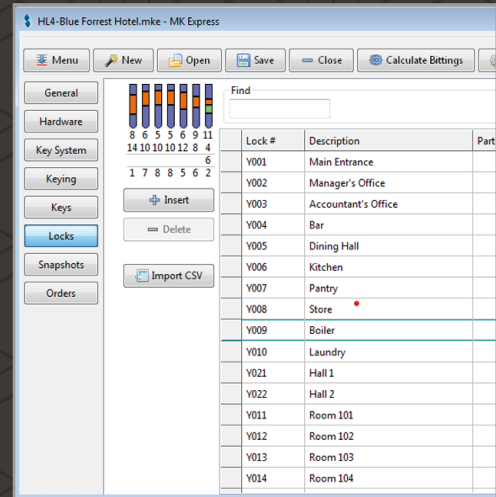 HL4-Blue Forrest Hotel.mke - MK Express
Menu New Open Save Close Calculate Bittings
General
Hardware
Key System
Keying
Keys
Locks
Snapshots
Orders
8 6 5 5 6 9 11
14 10 10 10 12 8 4
6
1 7 8 8 5 6 2
Insert
Delete
Import CSV
Find
Lock # Description Part
Y001 Main Entrance
Y002 Manager's Office
Y003 Accountant's Office
Y004 Bar
Y005 Dining Hall
Y006 Kitchen
Y007 Pantry
Y008 Store
Y009 Boiler
Y010 Laundry
Y021 Hall 1
Y022 Hall 2
Y011 Room 101
Y012 Room 102
Y013 Room 103
Y014 Room 104